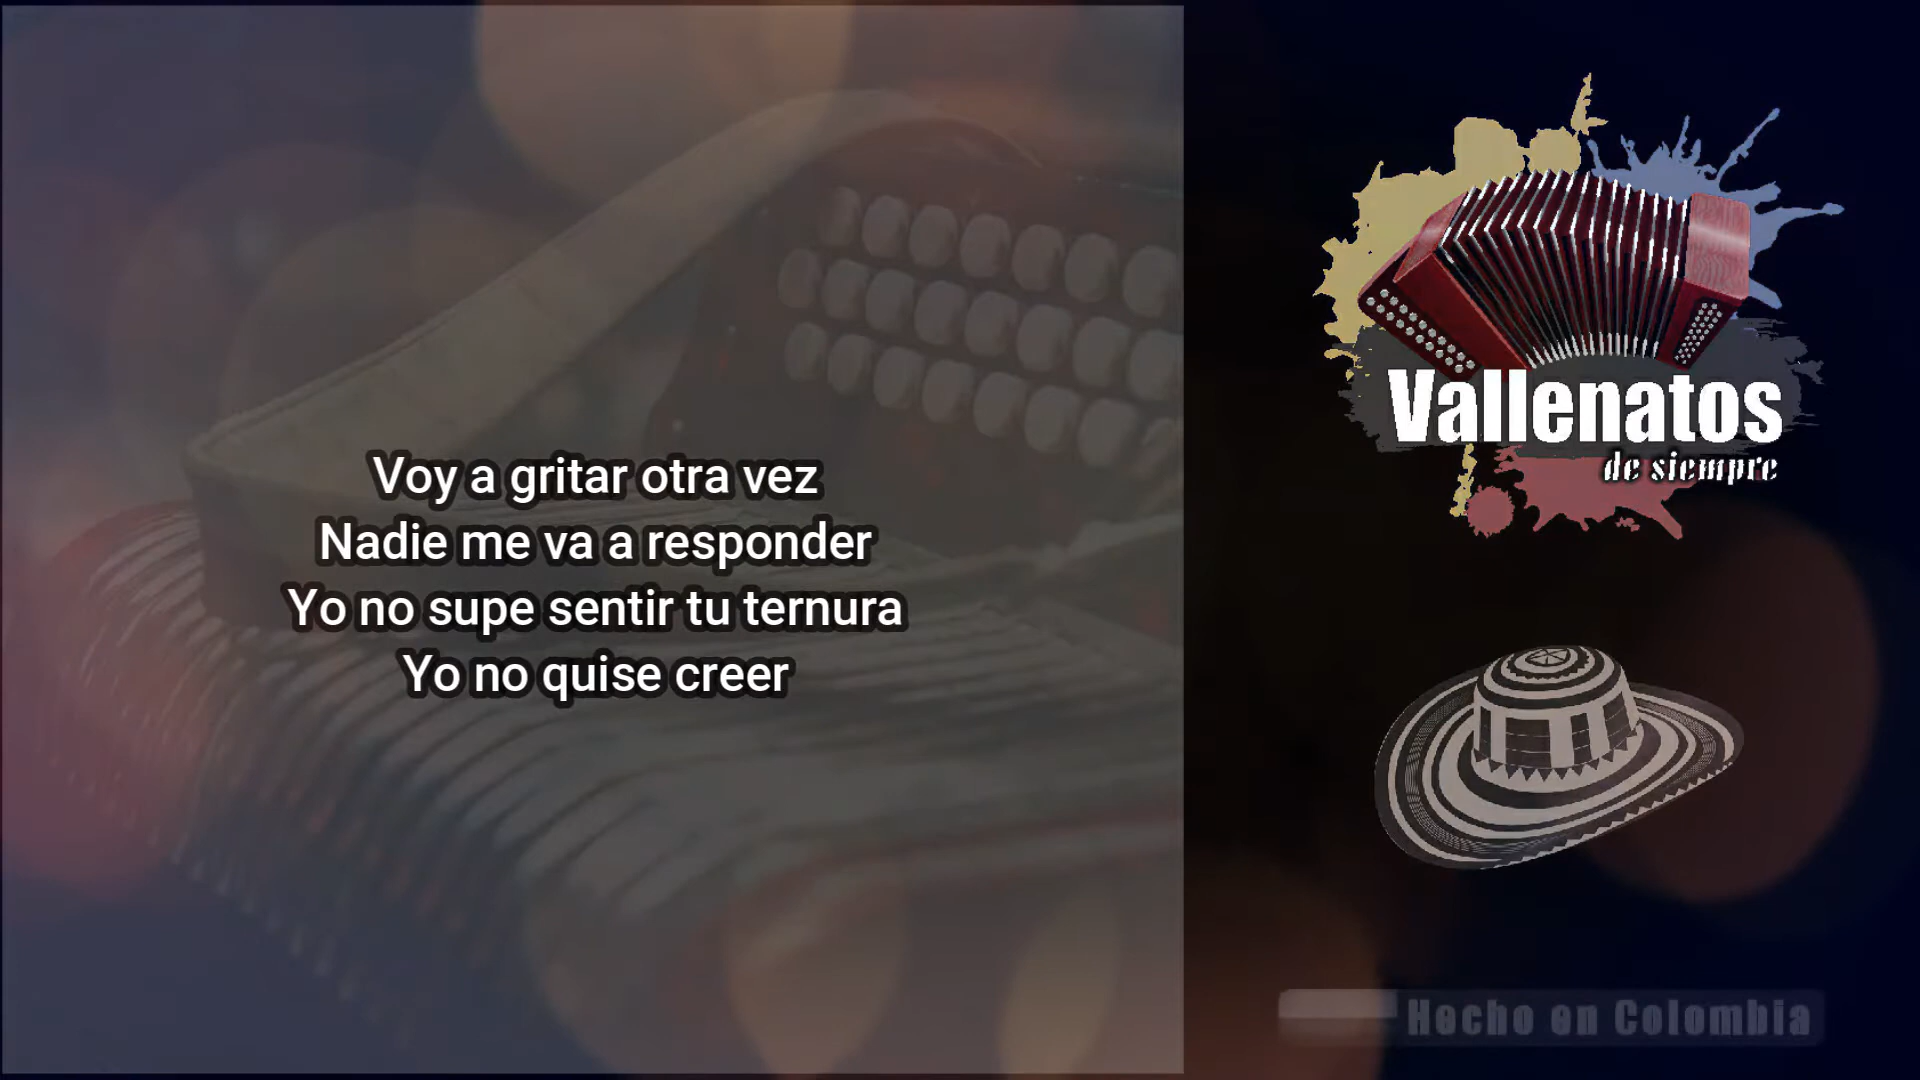 Voy a gritar otra vez
Nadie me va a responder
Yo no supe sentir tu ternura
Yo no quise creer
Vallenatos
de siempre
Hecho en Colombia